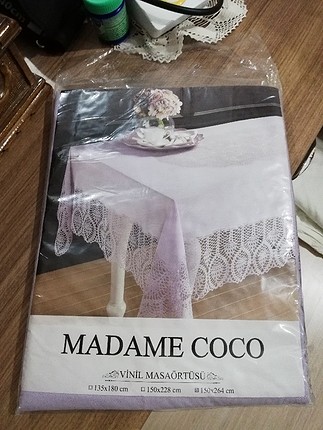 MADAME COCO
VİNİL MASAÖRTÜSÜ
135x180 cm 150x228 cm 150x264 cm